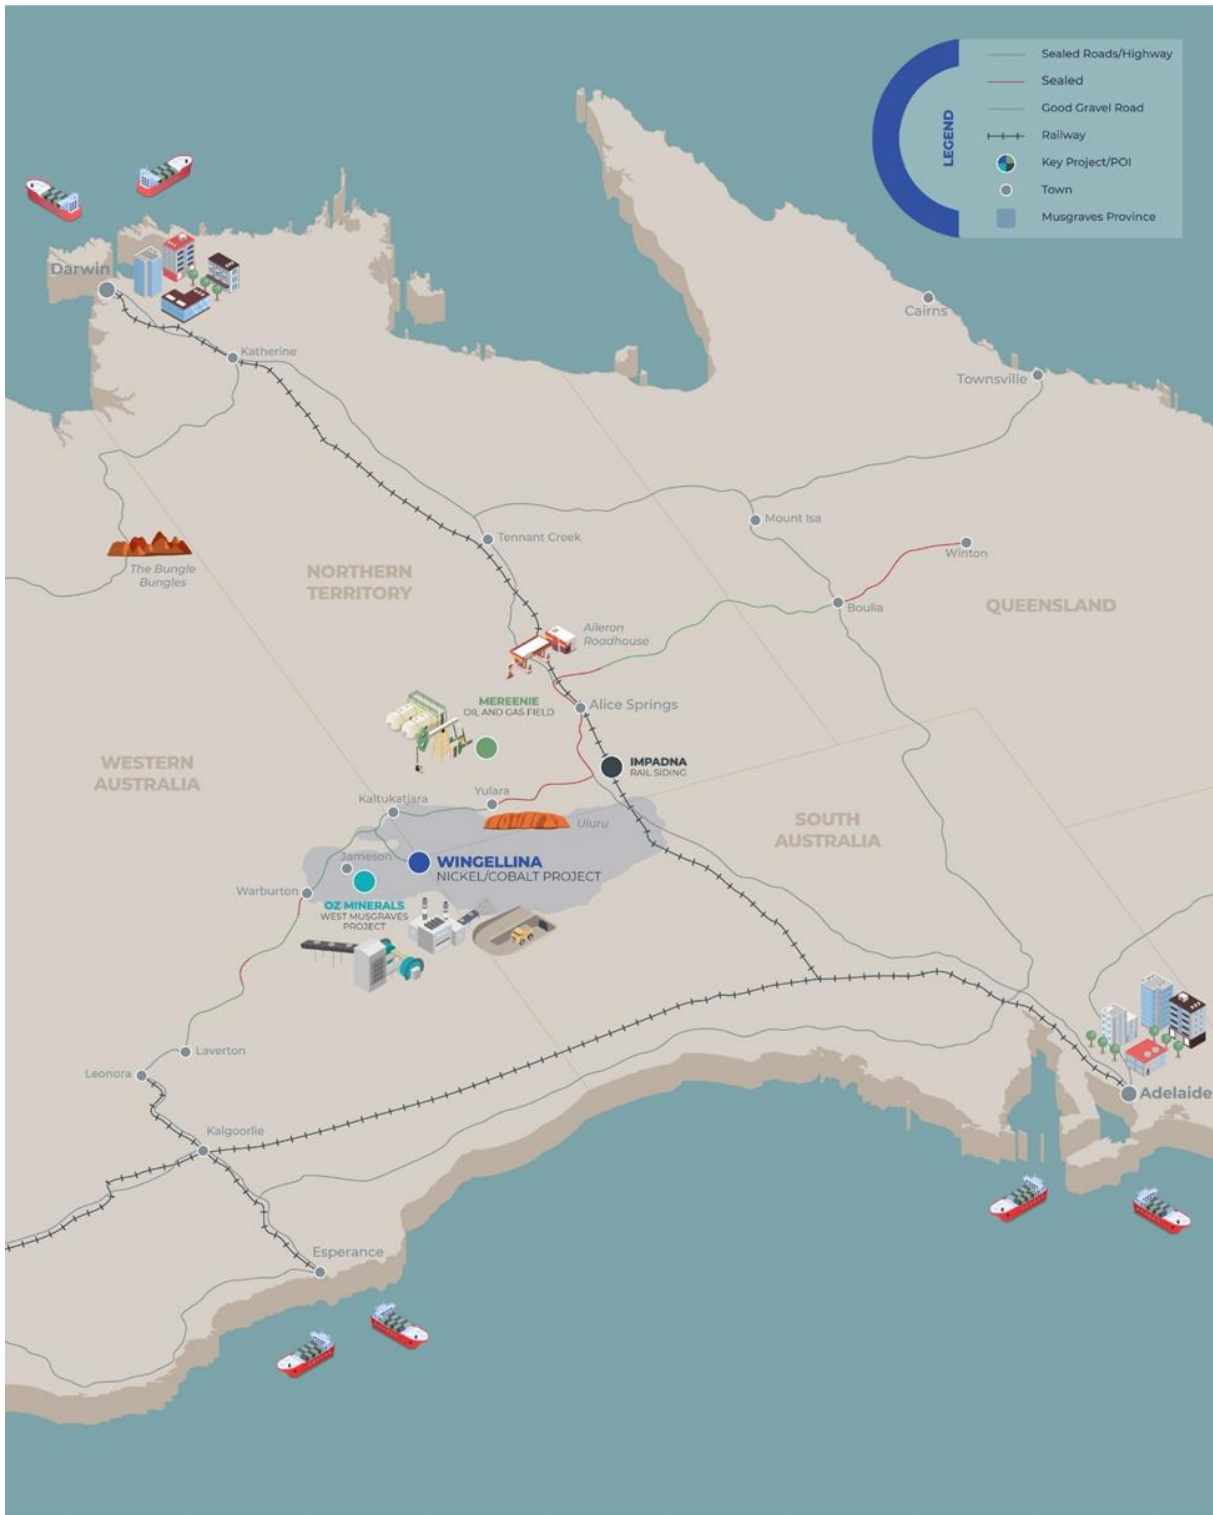 LEGEND
Sealed Roads/Highway
Sealed
Good Gravel Road
Railway
Key Project/POI
Town
Musgraves Province
Darwin
Katherine
Cairns
Townsville
Mount Isa
Tennant Creek
Winton
The Bungle
Bungles
NORTHERN
TERRITORY
Boulia
QUEENSLAND
Aileron
Roadhouse
MEREENIE
OIL AND GAS FIELD
Alice Springs
WESTERN
AUSTRALIA
IMPADNA
RAIL SIDING
Kaltukatjara
Yulara
Uluru
SOUTH
AUSTRALIA
Jameson
WINGELLINA
NICKEL/COBALT PROJECT
Warburton
OZ MINERALS
WEST MUSGRAVES
PROJECT
Laverton
Leonora
Adelaide
Kalgoorlie
Esperance